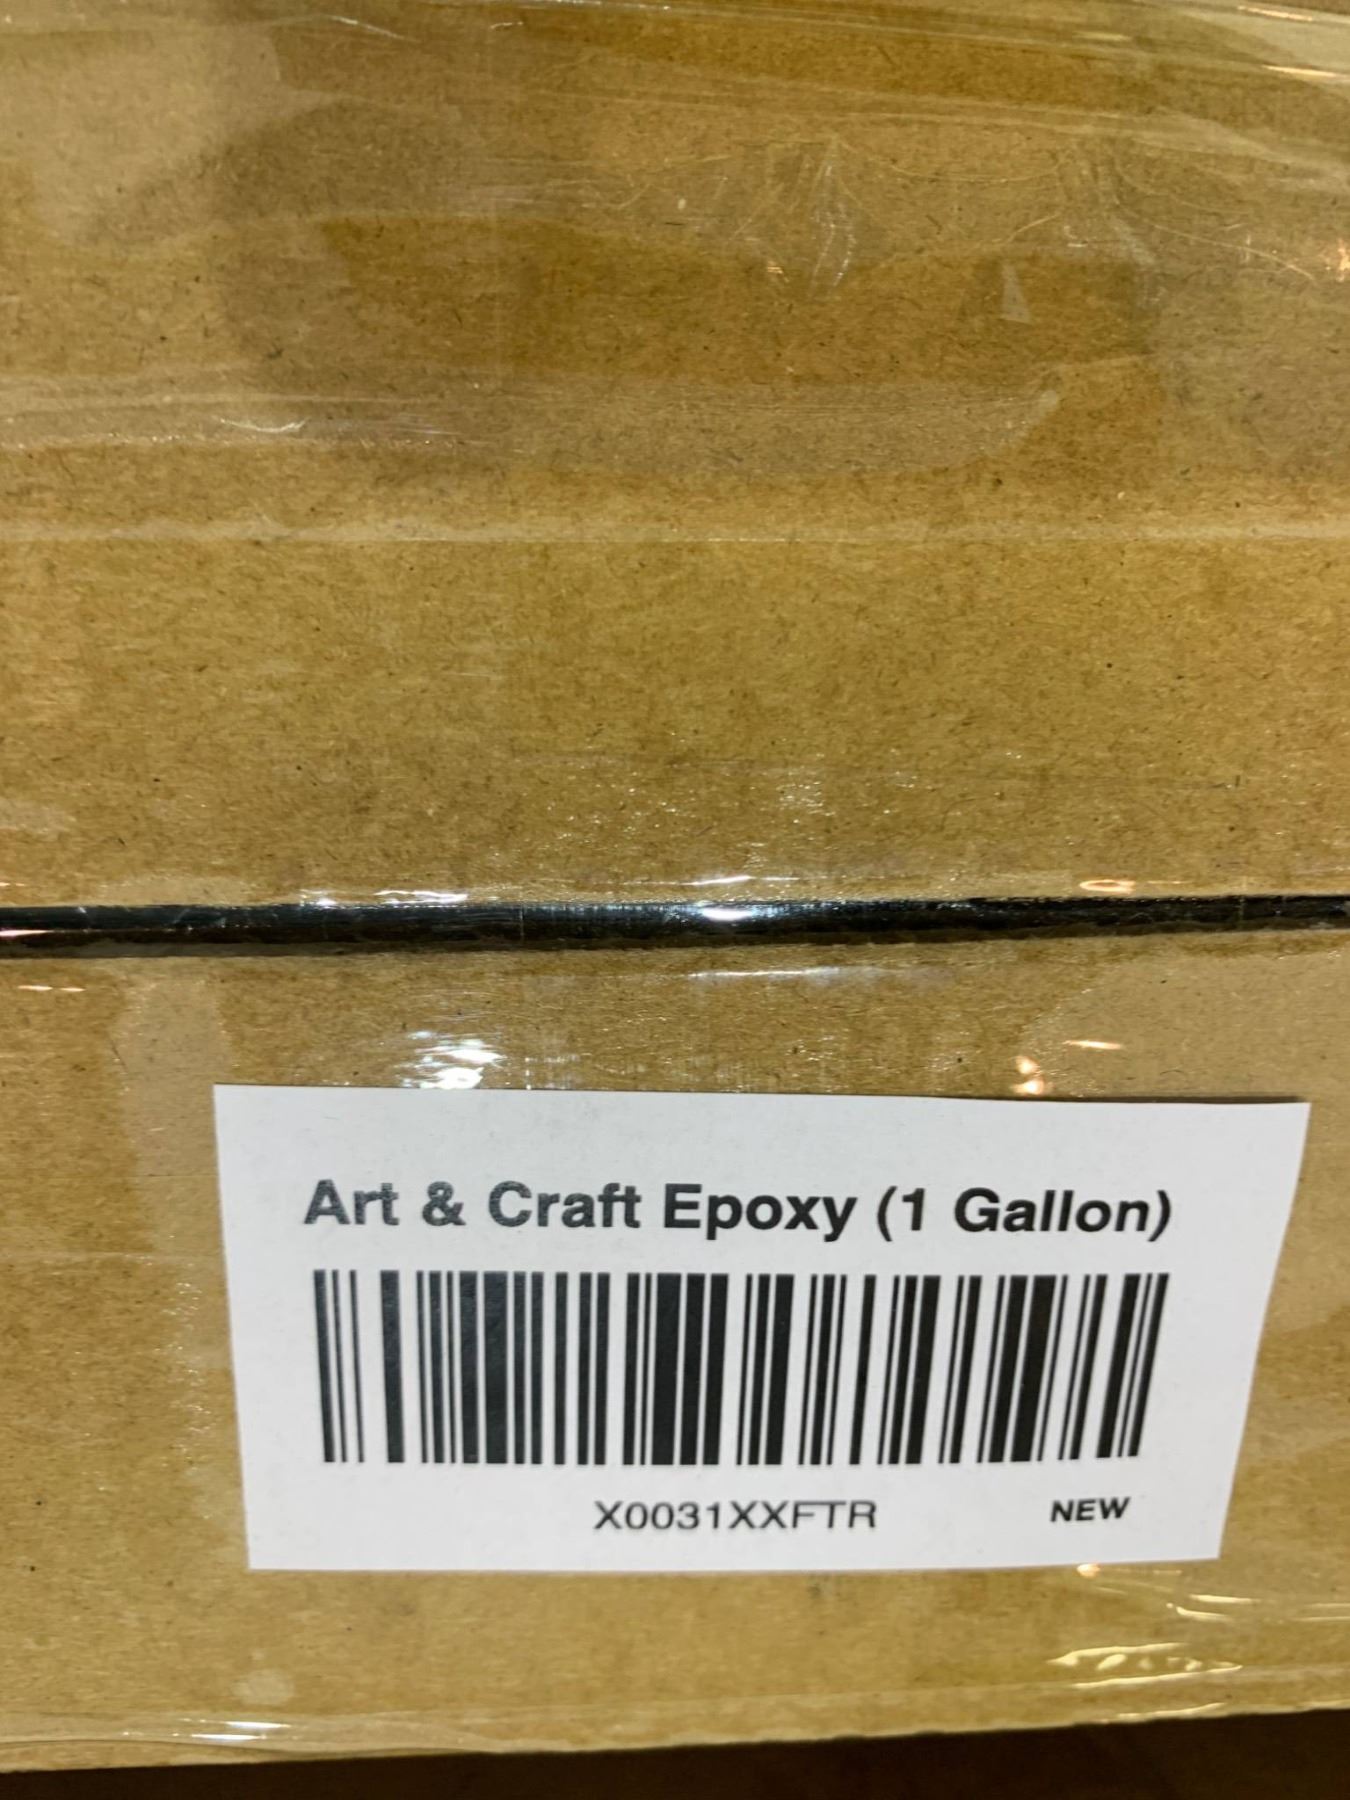 Art & Craft Epoxy (1 Gallon)
X0031XXFTR NEW